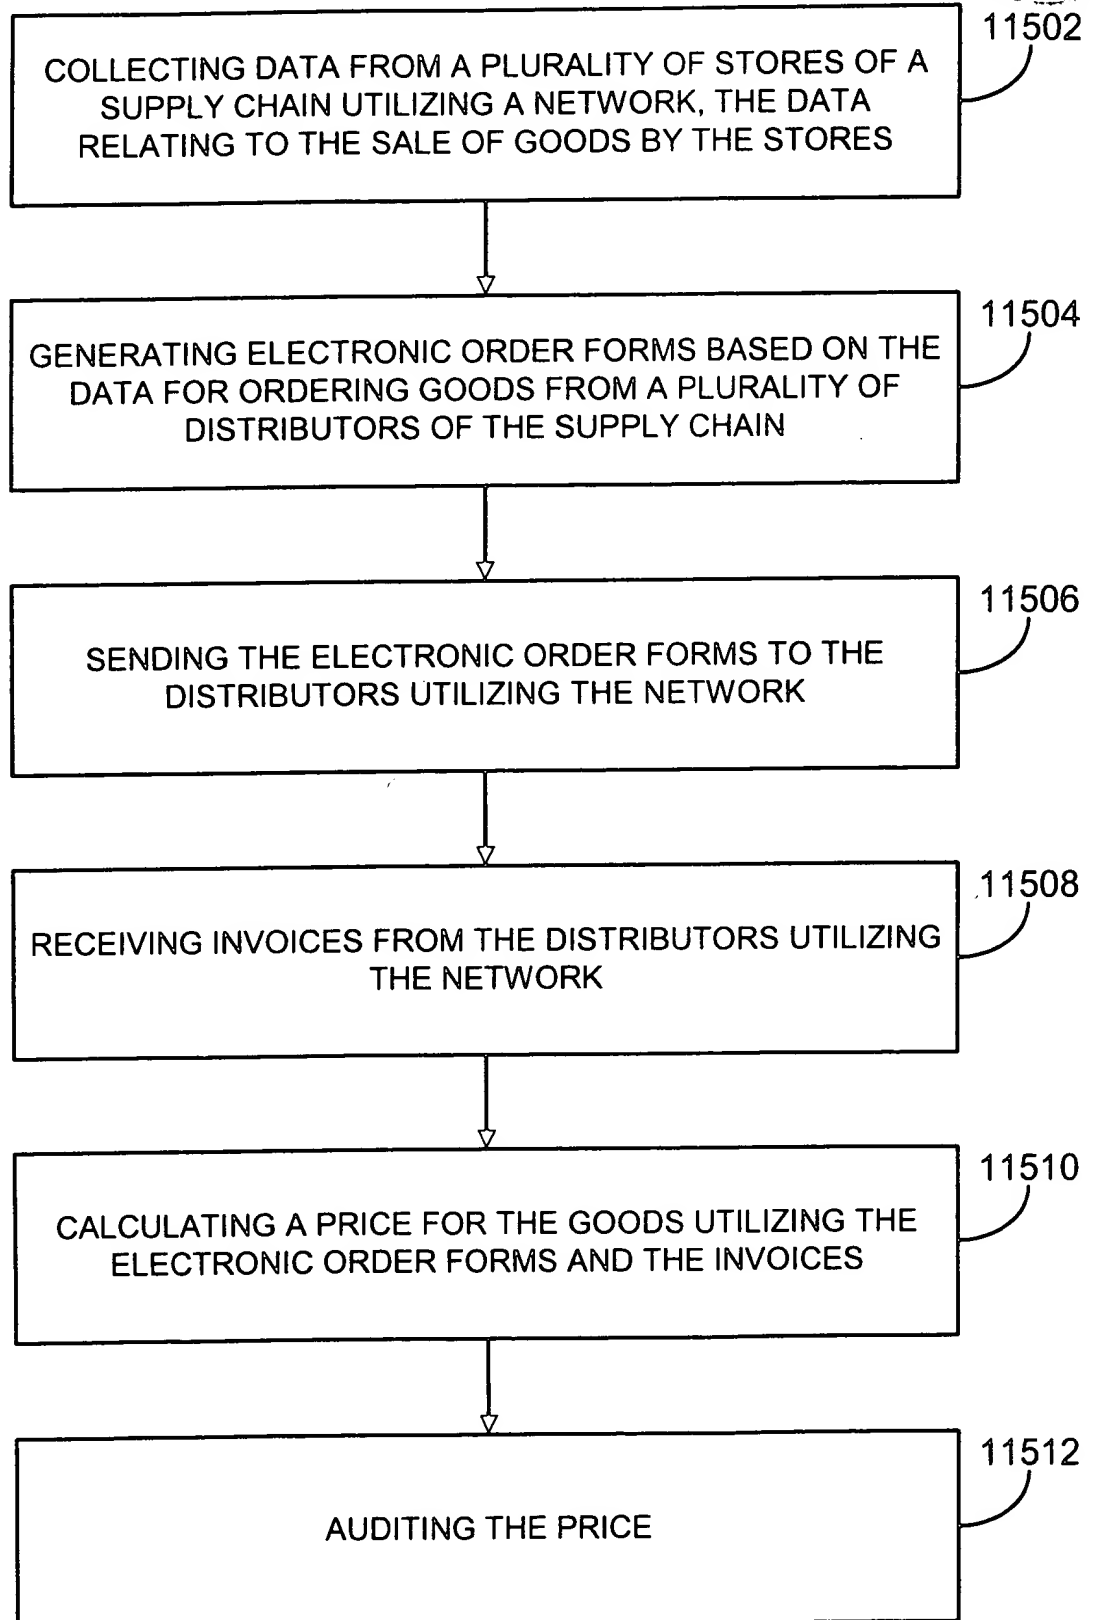 11502
COLLECTING DATA FROM A PLURALITY OF STORES OF A
SUPPLY CHAIN UTILIZING A NETWORK, THE DATA
RELATING TO THE SALE OF GOODS BY THE STORES
11504
GENERATING ELECTRONIC ORDER FORMS BASED ON THE
DATA FOR ORDERING GOODS FROM A PLURALITY OF
DISTRIBUTORS OF THE SUPPLY CHAIN
11506
SENDING THE ELECTRONIC ORDER FORMS TO THE
DISTRIBUTORS UTILIZING THE NETWORK
11508
RECEIVING INVOICES FROM THE DISTRIBUTORS UTILIZING
THE NETWORK
11510
CALCULATING A PRICE FOR THE GOODS UTILIZING THE
ELECTRONIC ORDER FORMS AND THE INVOICES
11512
AUDITING THE PRICE